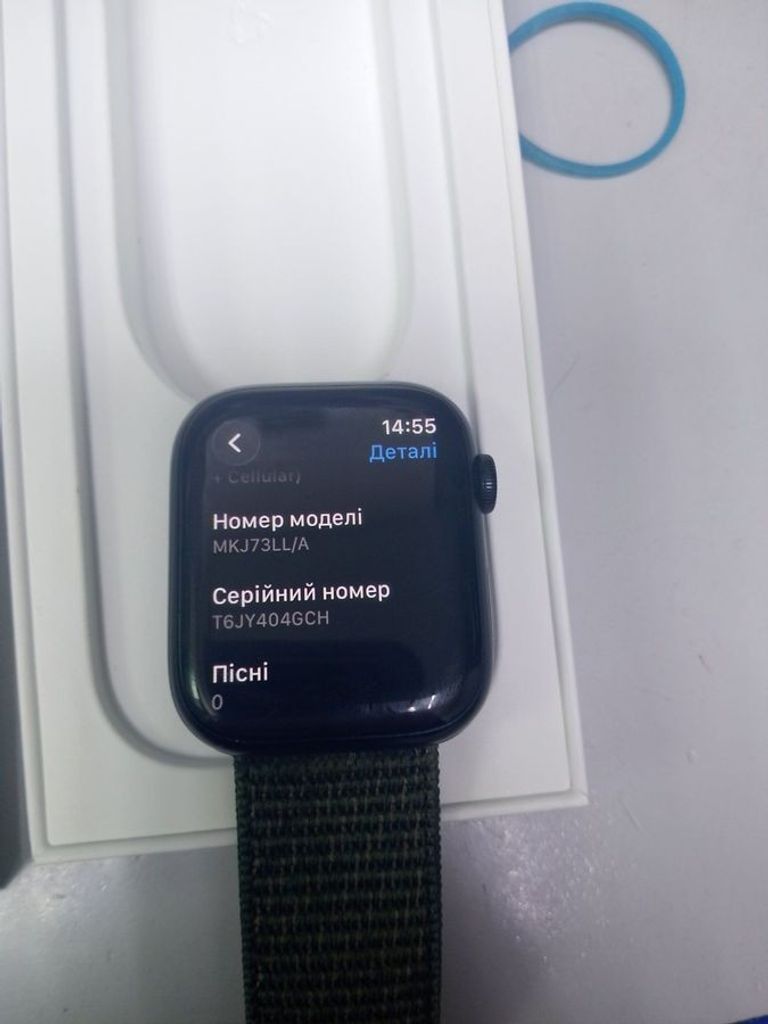 14:55
Деталі
+ Cellular)
Номер моделі
MKJ73LL/A
Серійний номер
T6JY404GCH
Пісні
0